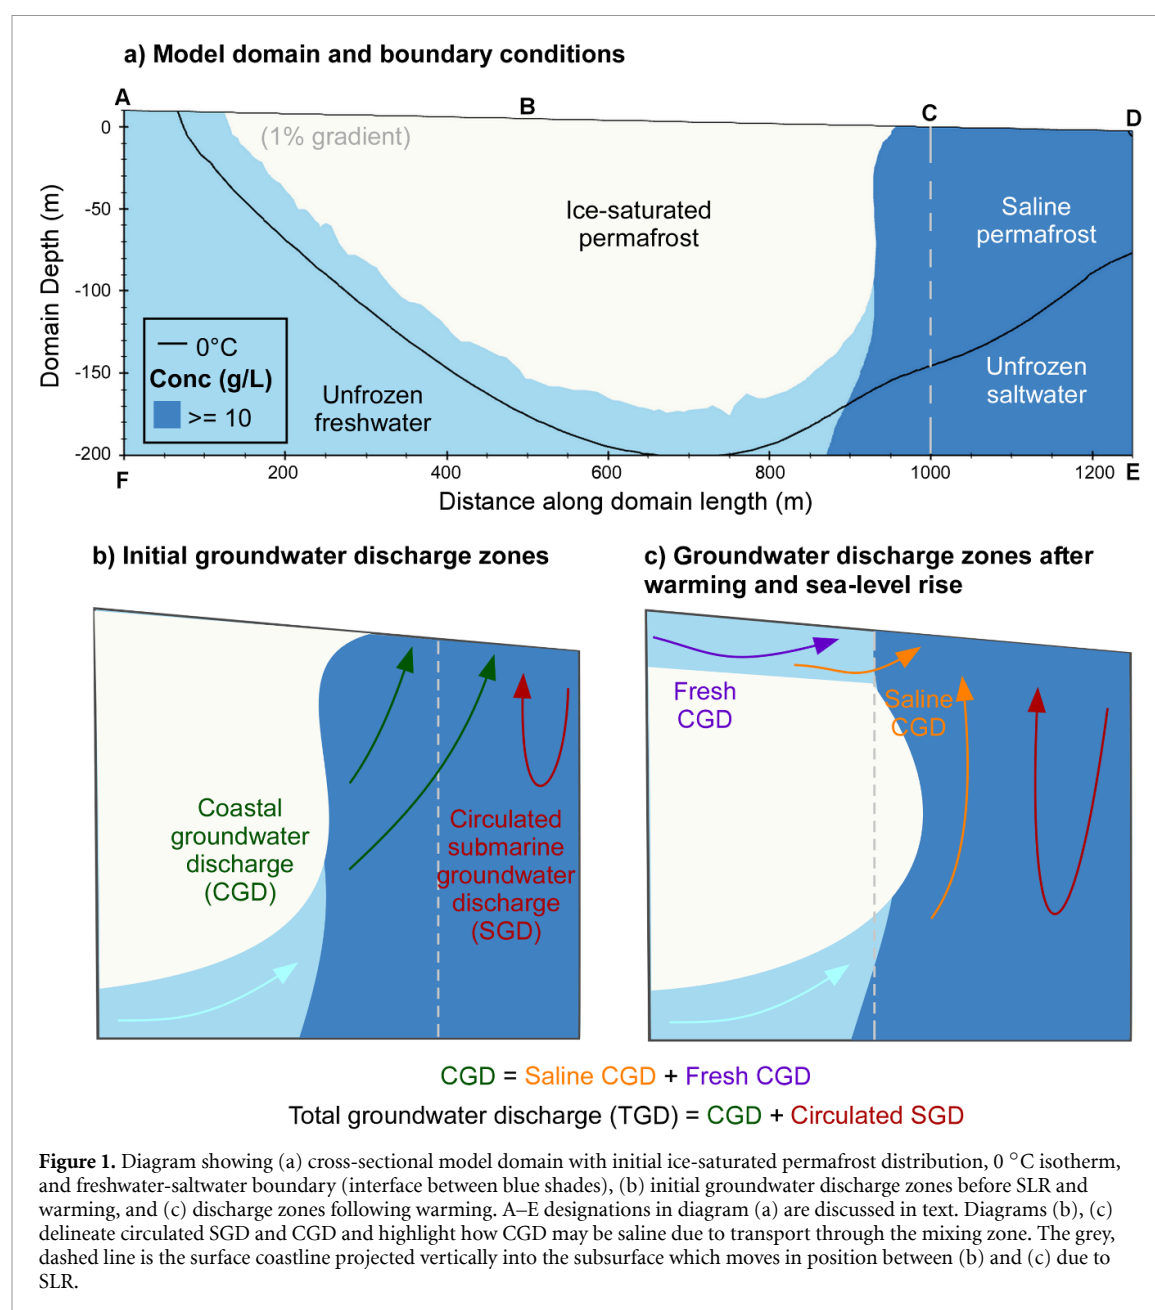 a) Model domain and boundary conditions
A
B
C
D
(1% gradient)
0
-50
-100
-150
-200
Domain Depth (m)
Ice-saturated
permafrost
Saline
permafrost
0°C
Conc (g/L)
>= 10
Unfrozen
freshwater
Unfrozen
saltwater
F
200
400
600
800
1000
1200
E
Distance along domain length (m)
b) Initial groundwater discharge zones
Coastal
groundwater
discharge
(CGD)
Circulated
submarine
groundwater
discharge
(SGD)
c) Groundwater discharge zones after
warming and sea-level rise
Fresh
CGD
Saline
CGD
CGD = Saline CGD + Fresh CGD
Total groundwater discharge (TGD) = CGD + Circulated SGD
Figure 1. Diagram showing (a) cross-sectional model domain with initial ice-saturated permafrost distribution, 0 °C isotherm,
and freshwater-saltwater boundary (interface between blue shades), (b) initial groundwater discharge zones before SLR and
warming, and (c) discharge zones following warming. A–E designations in diagram (a) are discussed in text. Diagrams (b), (c)
delineate circulated SGD and CGD and highlight how CGD may be saline due to transport through the mixing zone. The grey,
dashed line is the surface coastline projected vertically into the subsurface which moves in position between (b) and (c) due to
SLR.